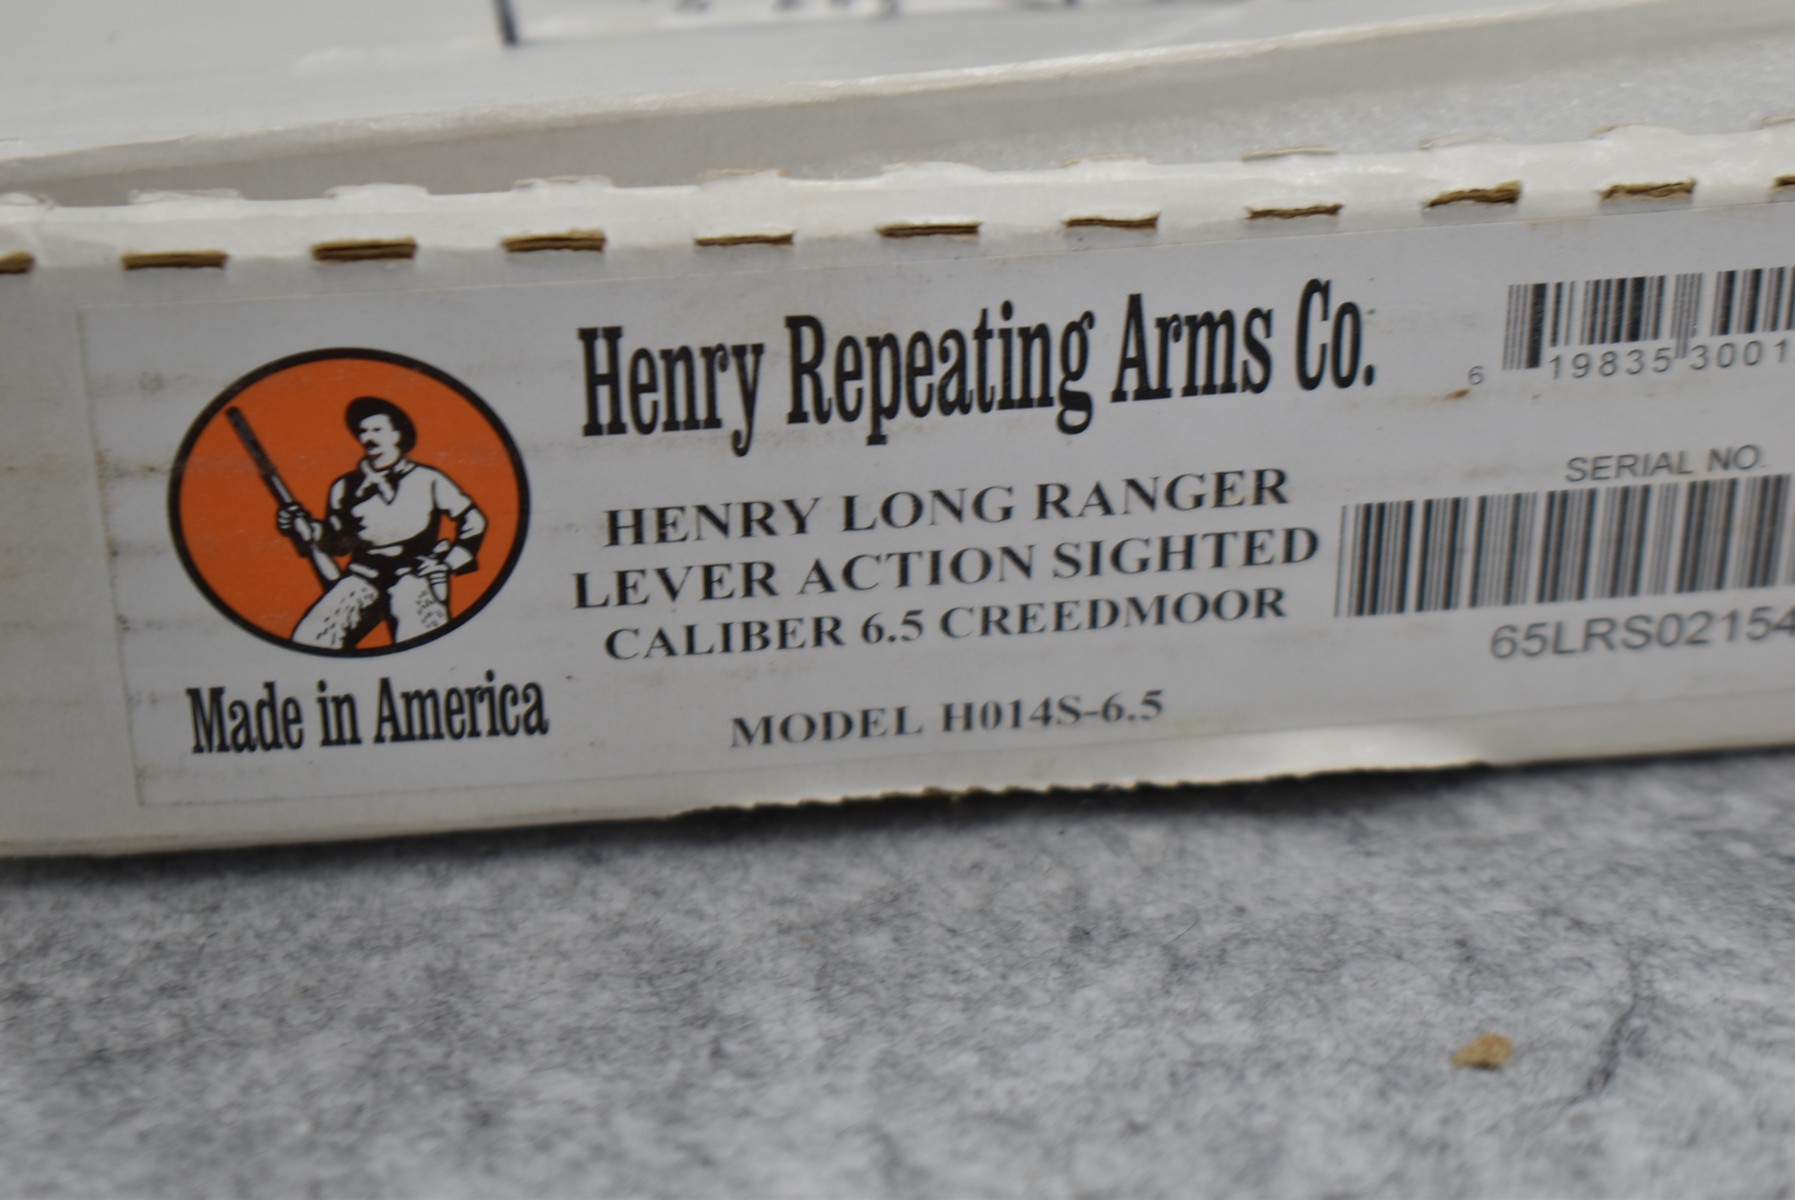 Henry Repeating Arms Co.
HENRY LONG RANGER
LEVER ACTION SIGHTED
CALIBER 6.5 CREEDMOOR
MODEL H014S-6.5
Made in America
6 19835 3001
SERIAL NO.
65LRS02154